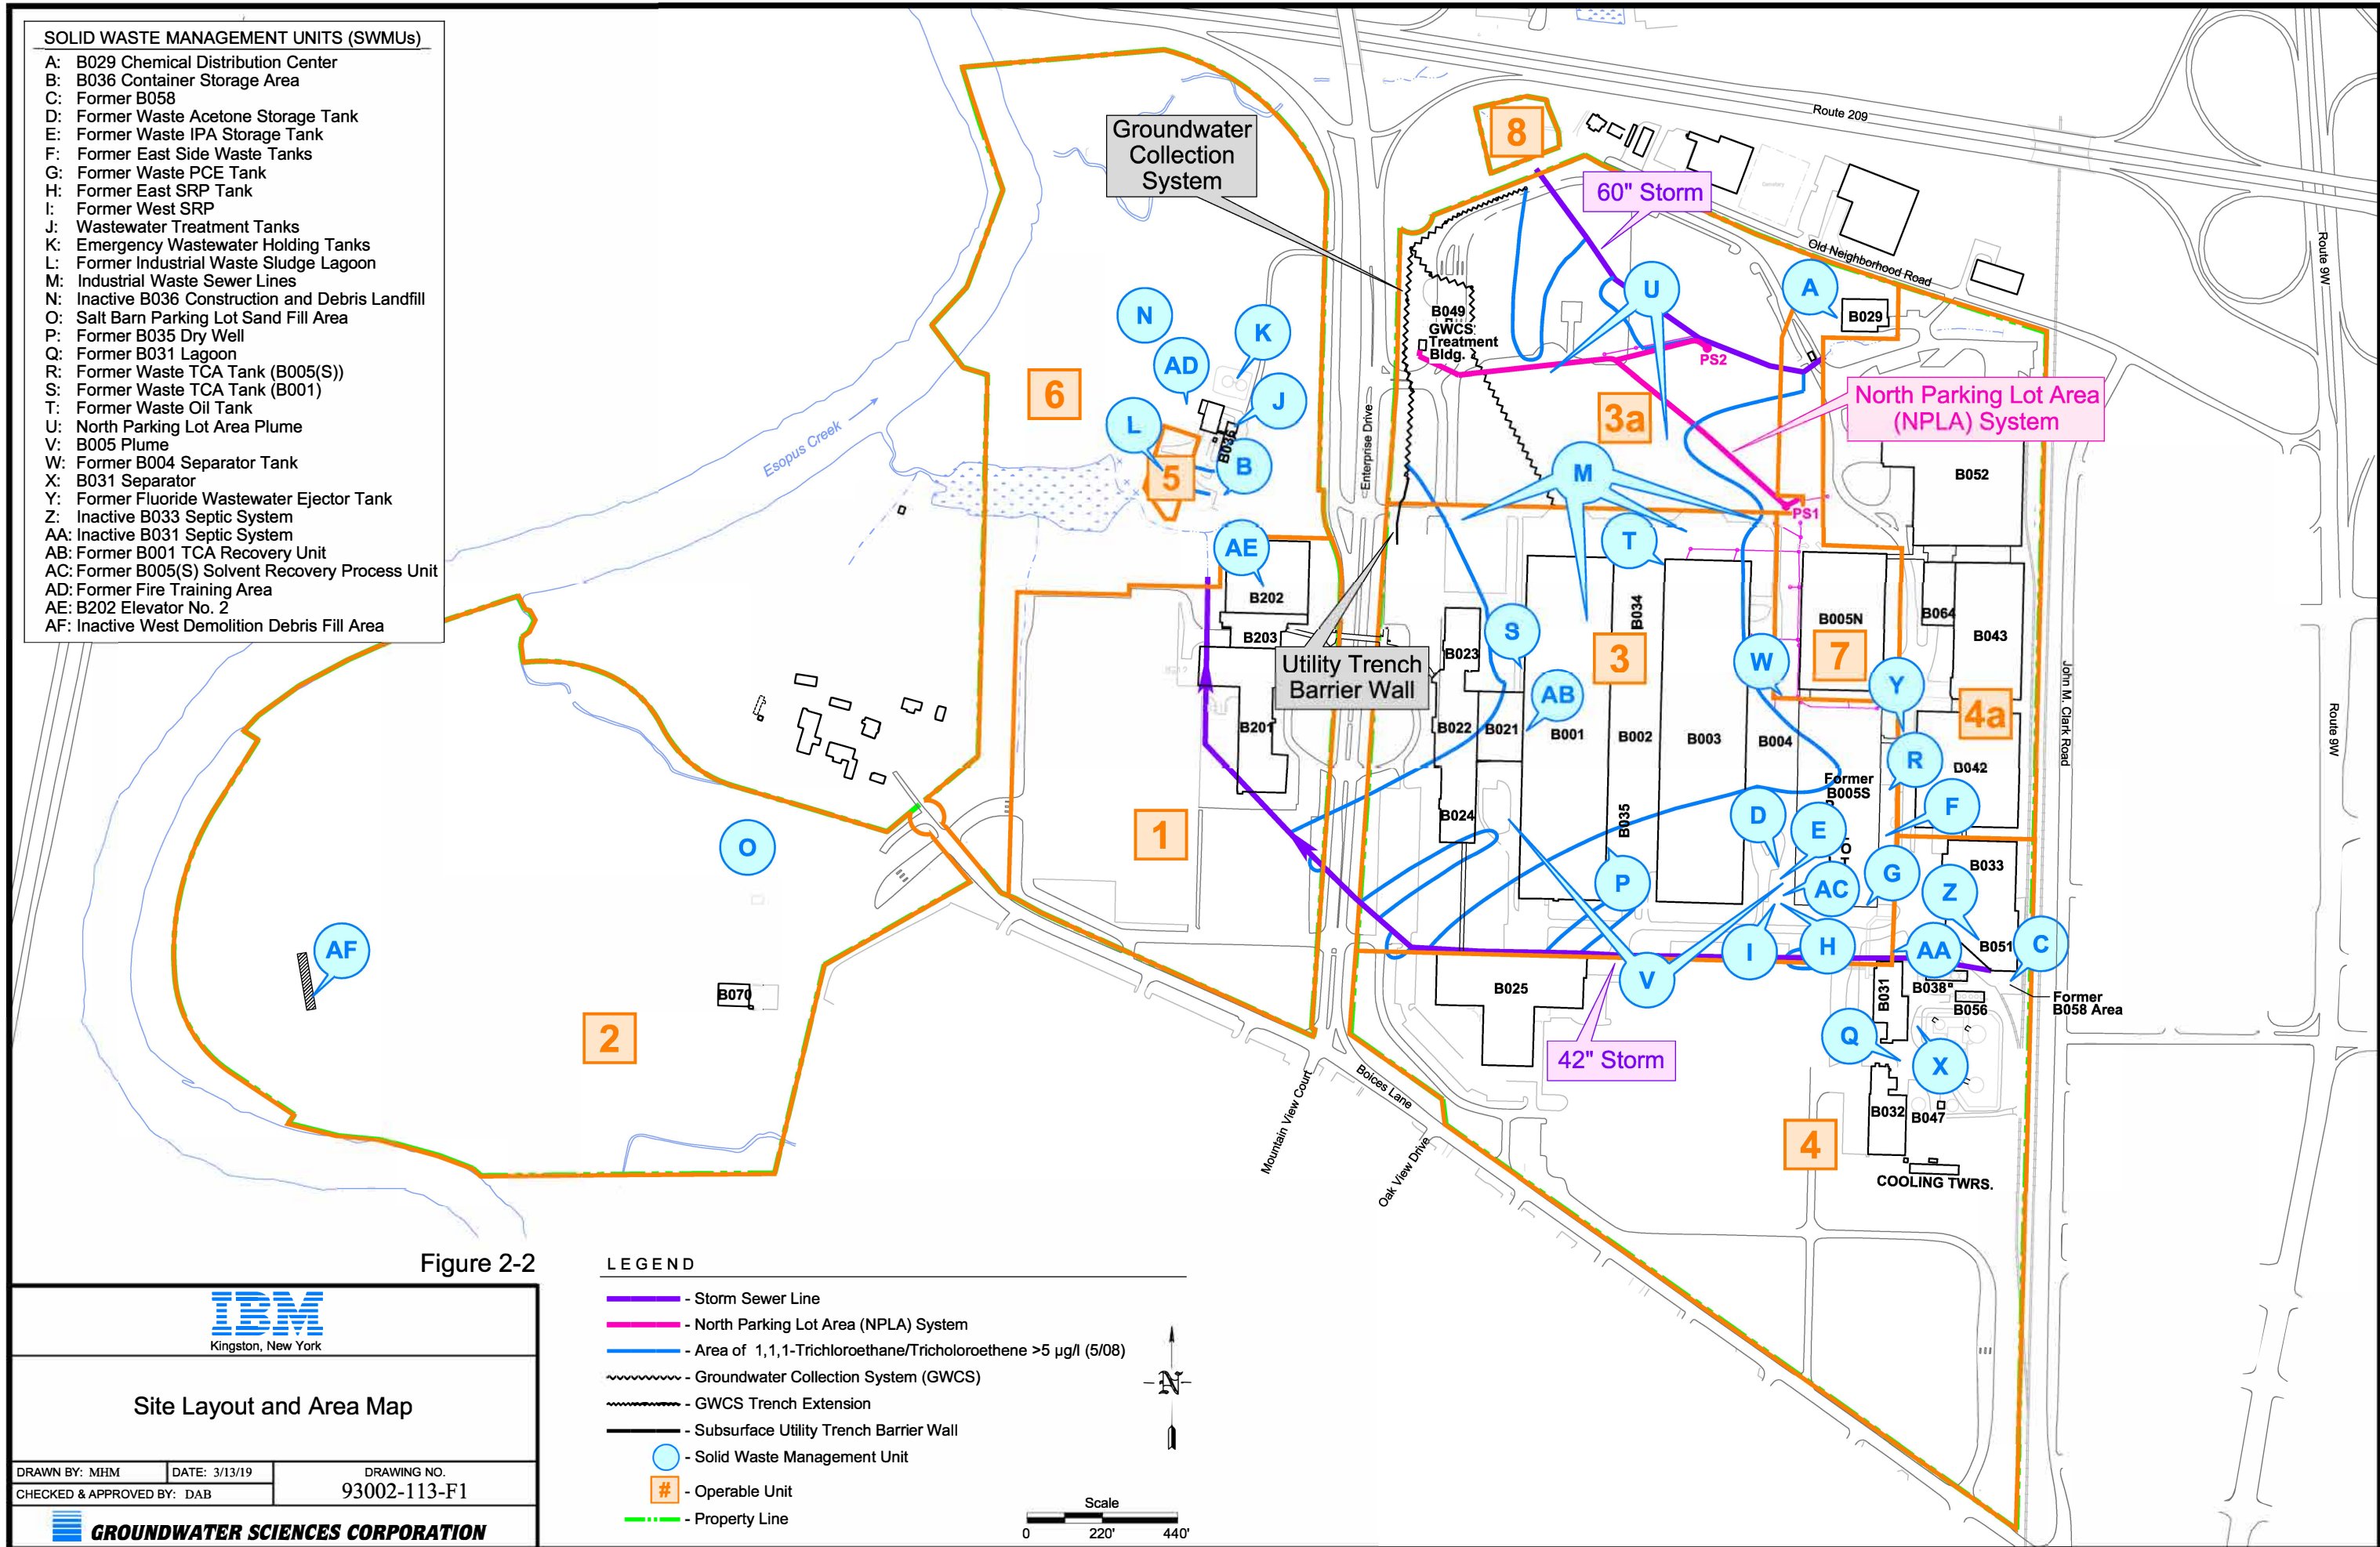 SOLID WASTE MANAGEMENT UNITS (SWMUs)
A: B029 Chemical Distribution Center
B: B036 Container Storage Area
C: Former B058
D: Former Waste Acetone Storage Tank
E: Former Waste IPA Storage Tank
F: Former East Side Waste Tanks
G: Former Waste PCE Tank
H: Former East SRP Tank
I: Former West SRP
J: Wastewater Treatment Tanks
K: Emergency Wastewater Holding Tanks
L: Former Industrial Waste Sludge Lagoon
M: Industrial Waste Sewer Lines
N: Inactive B036 Construction and Debris Landfill
O: Salt Barn Parking Lot Sand Fill Area
P: Former B035 Dry Well
Q: Former B031 Lagoon
R: Former Waste TCA Tank (B005(S))
S: Former Waste TCA Tank (B001)
T: Former Waste Oil Tank
U: North Parking Lot Area Plume
V: B005 Plume
W: Former B004 Separator Tank
X: B031 Separator
Y: Former Fluoride Wastewater Ejector Tank
Z: Inactive B033 Septic System
AA: Inactive B031 Septic System
AB: Former B001 TCA Recovery Unit
AC: Former B005(S) Solvent Recovery Process Unit
AD: Former Fire Training Area
AE: B202 Elevator No. 2
AF: Inactive West Demolition Debris Fill Area
Groundwater
Collection
System
8
Route 209
60" Storm
Cemetery
Old Neighborhood Road
Route 9W
U
A
B029
N
K
AD
J
L
B
B036
6
5
Esopus Creek
Enterprise Drive
B049
GWCS
Treatment
Bldg.
PS2
3a
North Parking Lot Area
(NPLA) System
B052
M
PS1
T
AE
B202
B203
B201
Utility Trench
Barrier Wall
B023
B022
B021
B024
S
AB
B001
B034
3
B002
B035
B003
B004
W
B005N
7
B064
B043
Y
4a
B042
R
F
Former
B005S
D
E
AC
G
P
Z
B033
B051
C
I
H
AA
V
John M. Clark Road
Route 9W
1
O
AF
B070
2
B025
42" Storm
B031
B038
B056
Former
B058 Area
Q
X
B032
B047
4
COOLING TWRS.
Mountain View Court
Boices Lane
Oak View Drive
Figure 2-2
IBM
Kingston, New York
Site Layout and Area Map
DRAWN BY: MHM
DATE: 3/13/19
DRAWING NO.
93002-113-F1
CHECKED & APPROVED BY: DAB
GROUNDWATER SCIENCES CORPORATION
LEGEND
- Storm Sewer Line
- North Parking Lot Area (NPLA) System
- Area of 1,1,1-Trichloroethane/Tricholoroethene >5 µg/l (5/08)
- Groundwater Collection System (GWCS)
- GWCS Trench Extension
- Subsurface Utility Trench Barrier Wall
- Solid Waste Management Unit
# - Operable Unit
- Property Line
N
Scale
0 220' 440'